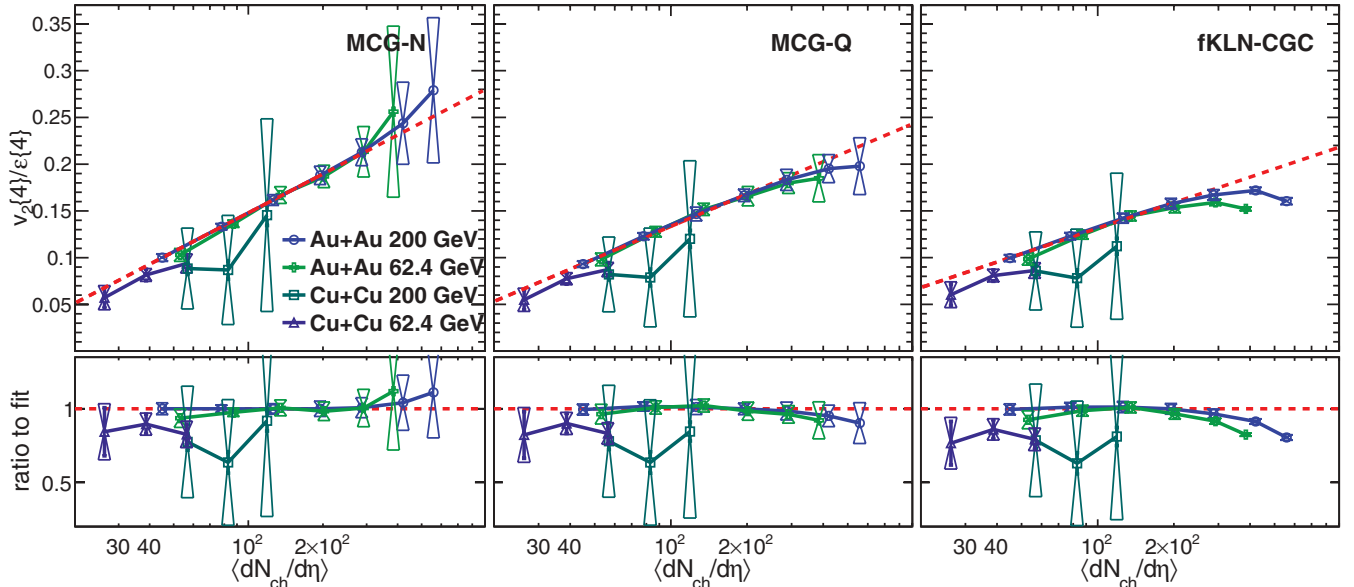 MCG-N
MCG-Q
fKLN-CGC
v₂{4}/ε{4}
0.35
0.3
0.25
0.2
0.15
0.1
0.05
Au+Au 200 GeV
Au+Au 62.4 GeV
Cu+Cu 200 GeV
Cu+Cu 62.4 GeV
ratio to fit
1
0.5
30 40 10² 2×10²
30 40 10² 2×10²
30 40 10² 2×10²
⟨dN_ch/dη⟩
⟨dN_ch/dη⟩
⟨dN_ch/dη⟩